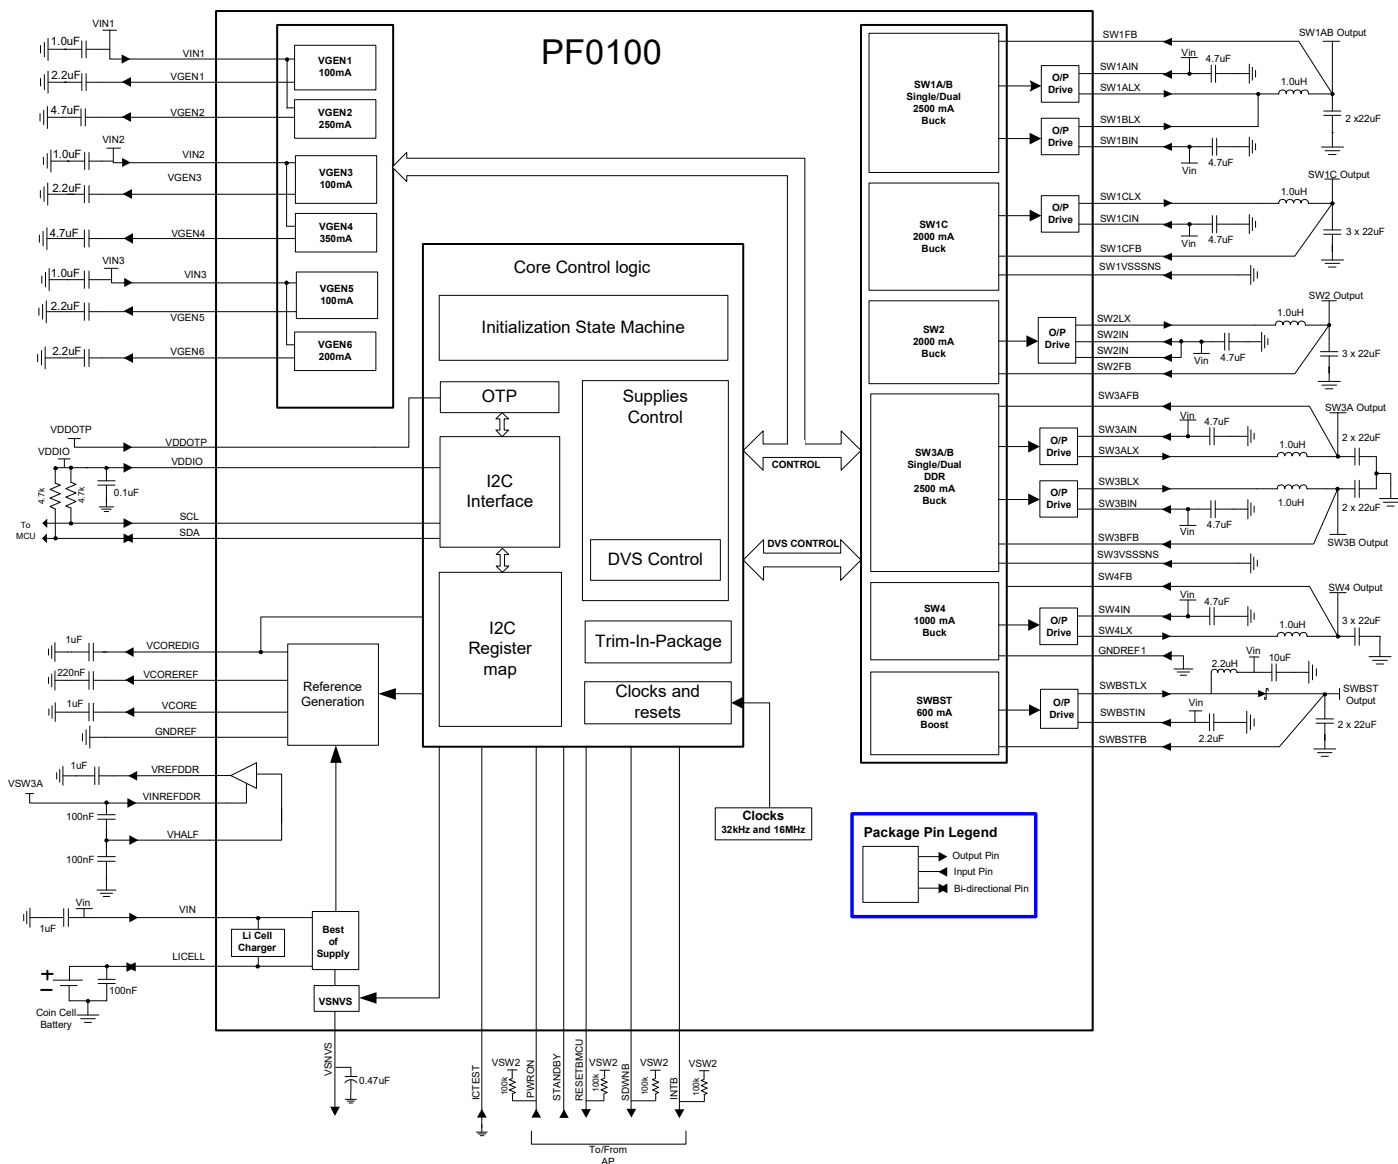 PF0100
VIN1
1.0uF
VIN1
2.2uF
VGEN1
4.7uF
VGEN2
VIN2
1.0uF
VIN2
VGEN3
2.2uF
4.7uF
VGEN4
VIN3
1.0uF
VIN3
2.2uF
VGEN5
2.2uF
VGEN6
VGEN1
100mA
VGEN2
250mA
VGEN3
100mA
VGEN4
350mA
VGEN5
100mA
VGEN6
200mA
VDDOTP
VDDOTP
VDDIO
VDDIO
4.7k
4.7k
0.1uF
To
MCU
SCL
SDA
1uF
VCOREDIG
220nF
VCOREREF
1uF
VCORE
GNDREF
Reference
Generation
1uF
VREFDDR
VSW3A
VINREFDDR
100nF
VHALF
100nF
Vin
VIN
1uF
Li Cell
Charger
Best
of
Supply
LICELL
100nF
Coin Cell
Battery
VSNVS
VSNVS
0.47uF
Core Control logic
Initialization State Machine
OTP
I2C
Interface
I2C
Register
map
Supplies
Control
DVS Control
Trim-In-Package
Clocks and
resets
Clocks
32kHz and 16MHz
CONTROL
DVS CONTROL
ICTEST
VSW2
100k
PWRON
STANDBY
RESETBMCU
VSW2
100k
SDWNB
VSW2
100k
INTB
VSW2
100k
To/From
AP
SW1A/B
Single/Dual
2500 mA
Buck
SW1C
2000 mA
Buck
SW2
2000 mA
Buck
SW3A/B
Single/Dual
DDR
2500 mA
Buck
SW4
1000 mA
Buck
SWBST
600 mA
Boost
O/P
Drive
O/P
Drive
O/P
Drive
O/P
Drive
O/P
Drive
O/P
Drive
O/P
Drive
O/P
Drive
SW1FB
SW1AB Output
Vin
4.7uF
SW1AIN
SW1ALX
1.0uH
SW1BLX
2 x22uF
SW1BIN
Vin
4.7uF
SW1C Output
SW1CLX
1.0uH
SW1CIN
Vin
4.7uF
3 x 22uF
SW1CFB
SW1VSSSNS
SW2 Output
SW2LX
1.0uH
SW2IN
SW2IN
Vin
4.7uF
3 x 22uF
SW2FB
SW3AFB
SW3A Output
Vin
4.7uF
SW3AIN
2 x 22uF
SW3ALX
1.0uH
SW3BLX
1.0uH
SW3BIN
2 x 22uF
Vin
4.7uF
SW3BFB
SW3B Output
SW3VSSSNS
SW4FB
SW4 Output
Vin
4.7uF
SW4IN
3 x 22uF
SW4LX
1.0uH
GNDREF1
Vin
2.2uH
10uF
SWBSTLX
SWBST
Output
Vin
SWBSTIN
2.2uF
2 x 22uF
SWBSTFB
Package Pin Legend
Output Pin
Input Pin
Bi-directional Pin